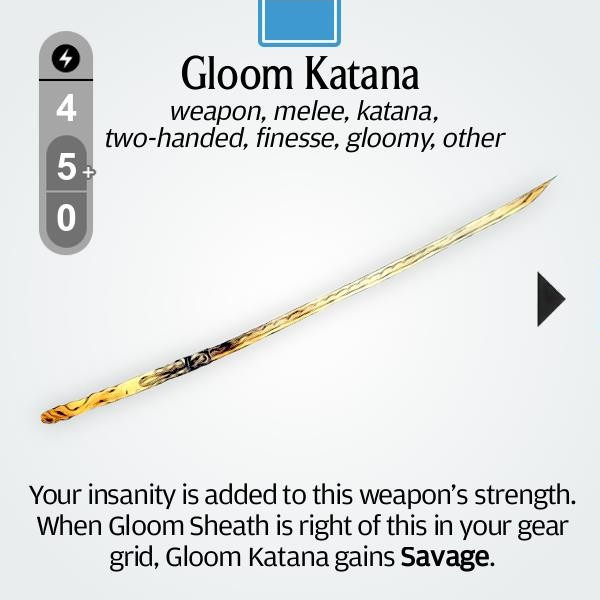 Gloom Katana
weapon, melee, katana,
two-handed, finesse, gloomy, other
4
5+
0
Your insanity is added to this weapon's strength.
When Gloom Sheath is right of this in your gear
grid, Gloom Katana gains Savage.